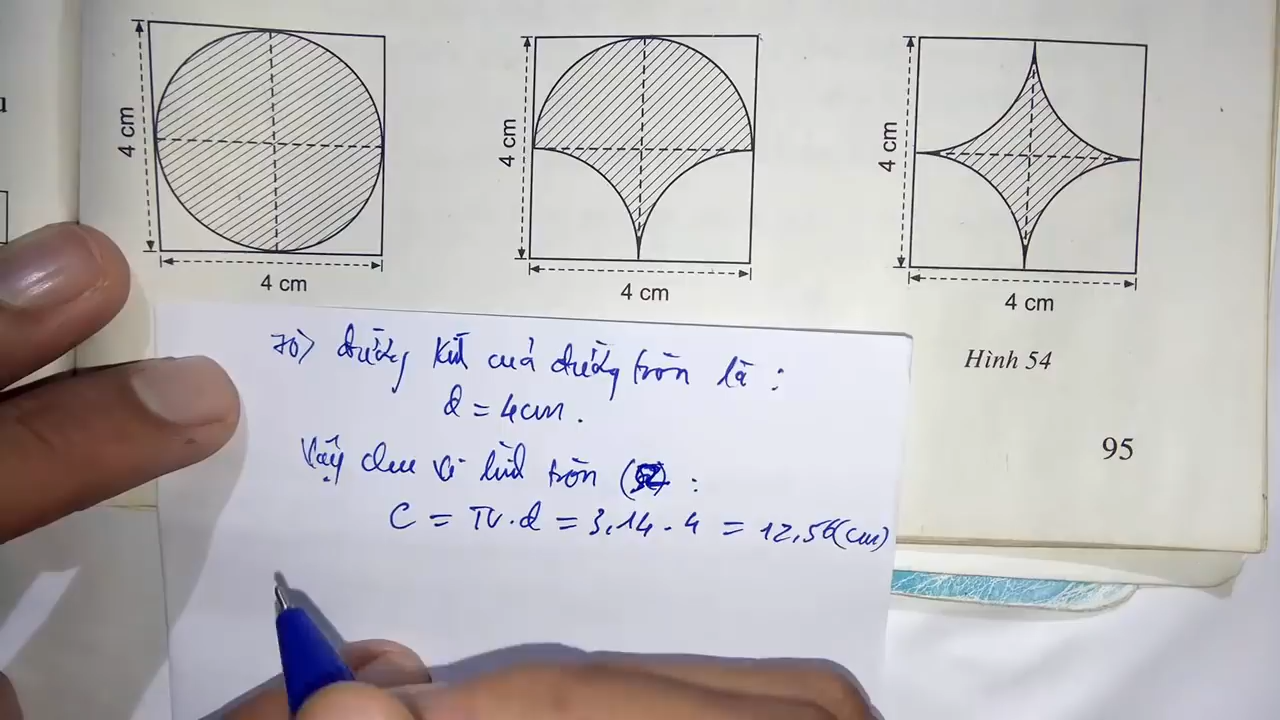 4 cm
4 cm
4 cm
4 cm
4 cm
4 cm
Hình 54
95
70) đường kính của đường tròn là :
d = 4cm.
Vậy chu vi hình tròn :
C = π.d = 3,14 . 4 = 12,56(cm)